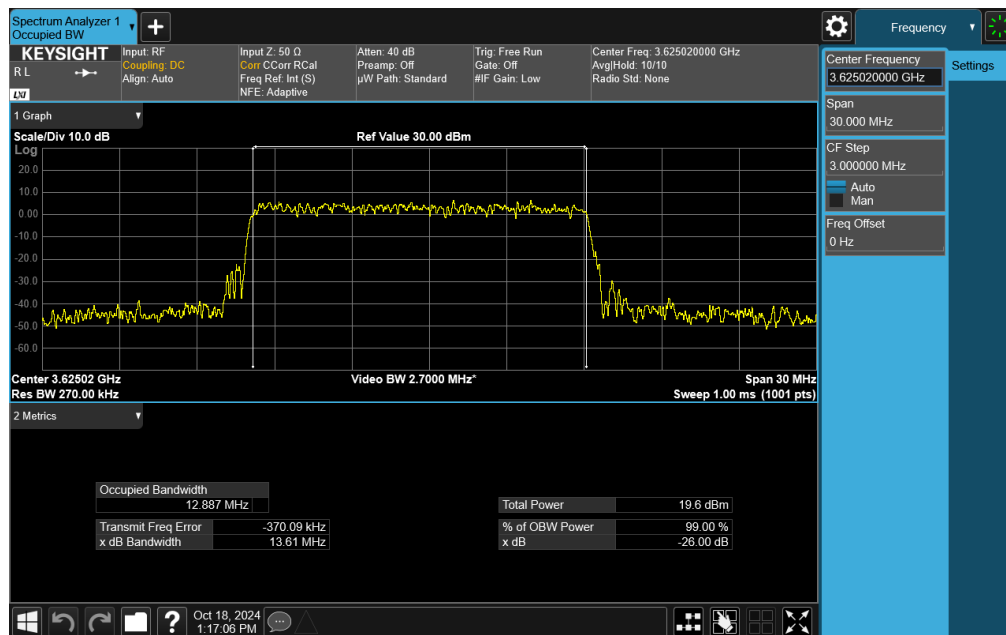 Spectrum Analyzer 1
Occupied BW
Frequency
KEYSIGHT
R L
LXI
Input: RF
Coupling: DC
Align: Auto
Input Z: 50 Ω
Corr CCorr RCal
Freq Ref: Int (S)
NFE: Adaptive
Atten: 40 dB
Preamp: Off
µW Path: Standard
Trig: Free Run
Gate: Off
#IF Gain: Low
Center Freq: 3.625020000 GHz
Avg|Hold: 10/10
Radio Std: None
Center Frequency
3.625020000 GHz
Settings
Span
30.000 MHz
CF Step
3.000000 MHz
Auto
Man
Freq Offset
0 Hz
1 Graph
Scale/Div 10.0 dB
Ref Value 30.00 dBm
Log
20.0
10.0
0.00
-10.0
-20.0
-30.0
-40.0
-50.0
-60.0
Center 3.62502 GHz
Video BW 2.7000 MHz*
Span 30 MHz
Res BW 270.00 kHz
Sweep 1.00 ms (1001 pts)
2 Metrics
Occupied Bandwidth
12.887 MHz
Total Power 19.6 dBm
Transmit Freq Error -370.09 kHz
% of OBW Power 99.00 %
x dB Bandwidth 13.61 MHz
x dB -26.00 dB
?
Oct 18, 2024
1:17:06 PM